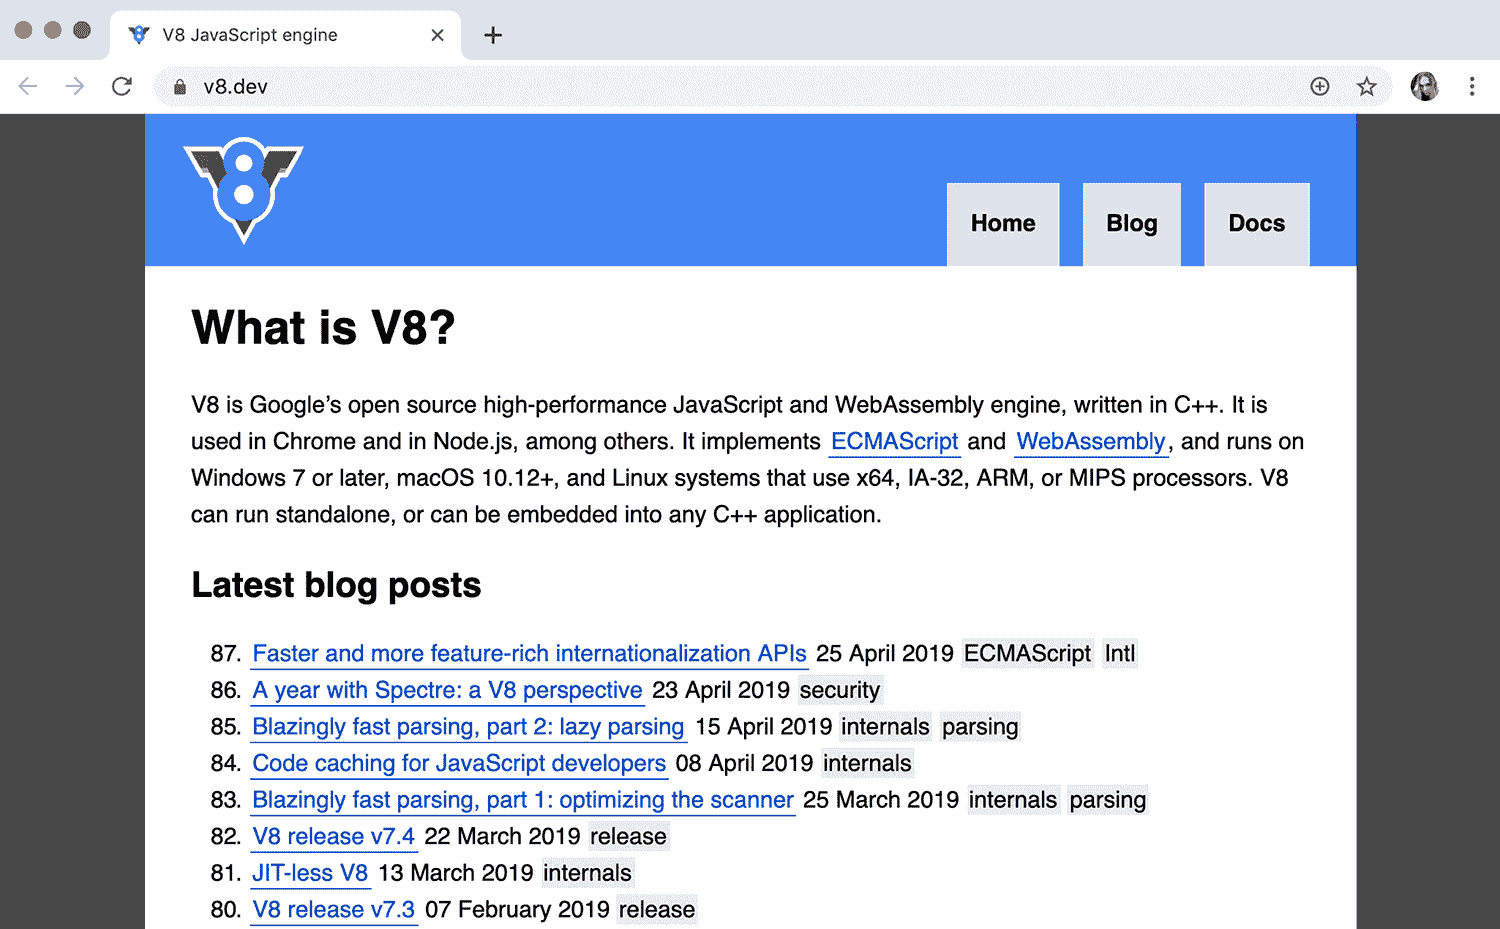 V8 JavaScript engine
v8.dev
Home Blog Docs
What is V8?
V8 is Google’s open source high-performance JavaScript and WebAssembly engine, written in C++. It is
used in Chrome and in Node.js, among others. It implements ECMAScript and WebAssembly, and runs on
Windows 7 or later, macOS 10.12+, and Linux systems that use x64, IA-32, ARM, or MIPS processors. V8
can run standalone, or can be embedded into any C++ application.
Latest blog posts
87. Faster and more feature-rich internationalization APIs 25 April 2019 ECMAScript Intl
86. A year with Spectre: a V8 perspective 23 April 2019 security
85. Blazingly fast parsing, part 2: lazy parsing 15 April 2019 internals parsing
84. Code caching for JavaScript developers 08 April 2019 internals
83. Blazingly fast parsing, part 1: optimizing the scanner 25 March 2019 internals parsing
82. V8 release v7.4 22 March 2019 release
81. JIT-less V8 13 March 2019 internals
80. V8 release v7.3 07 February 2019 release